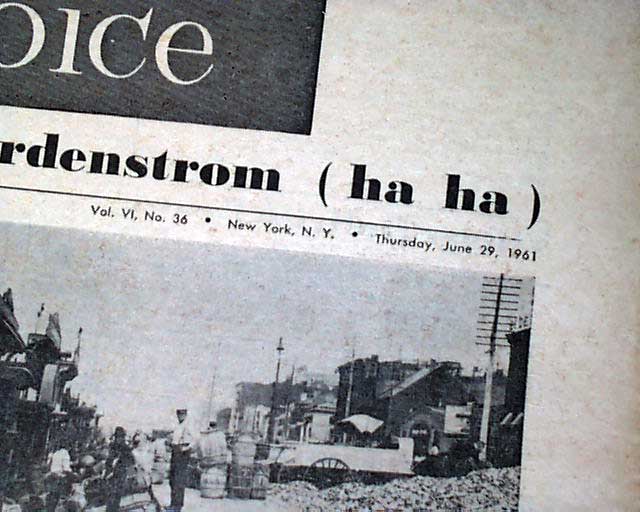 oice
rdenstrom ( ha ha )
Vol. VI, No. 36 • New York, N. Y. • Thursday, June 29, 1961